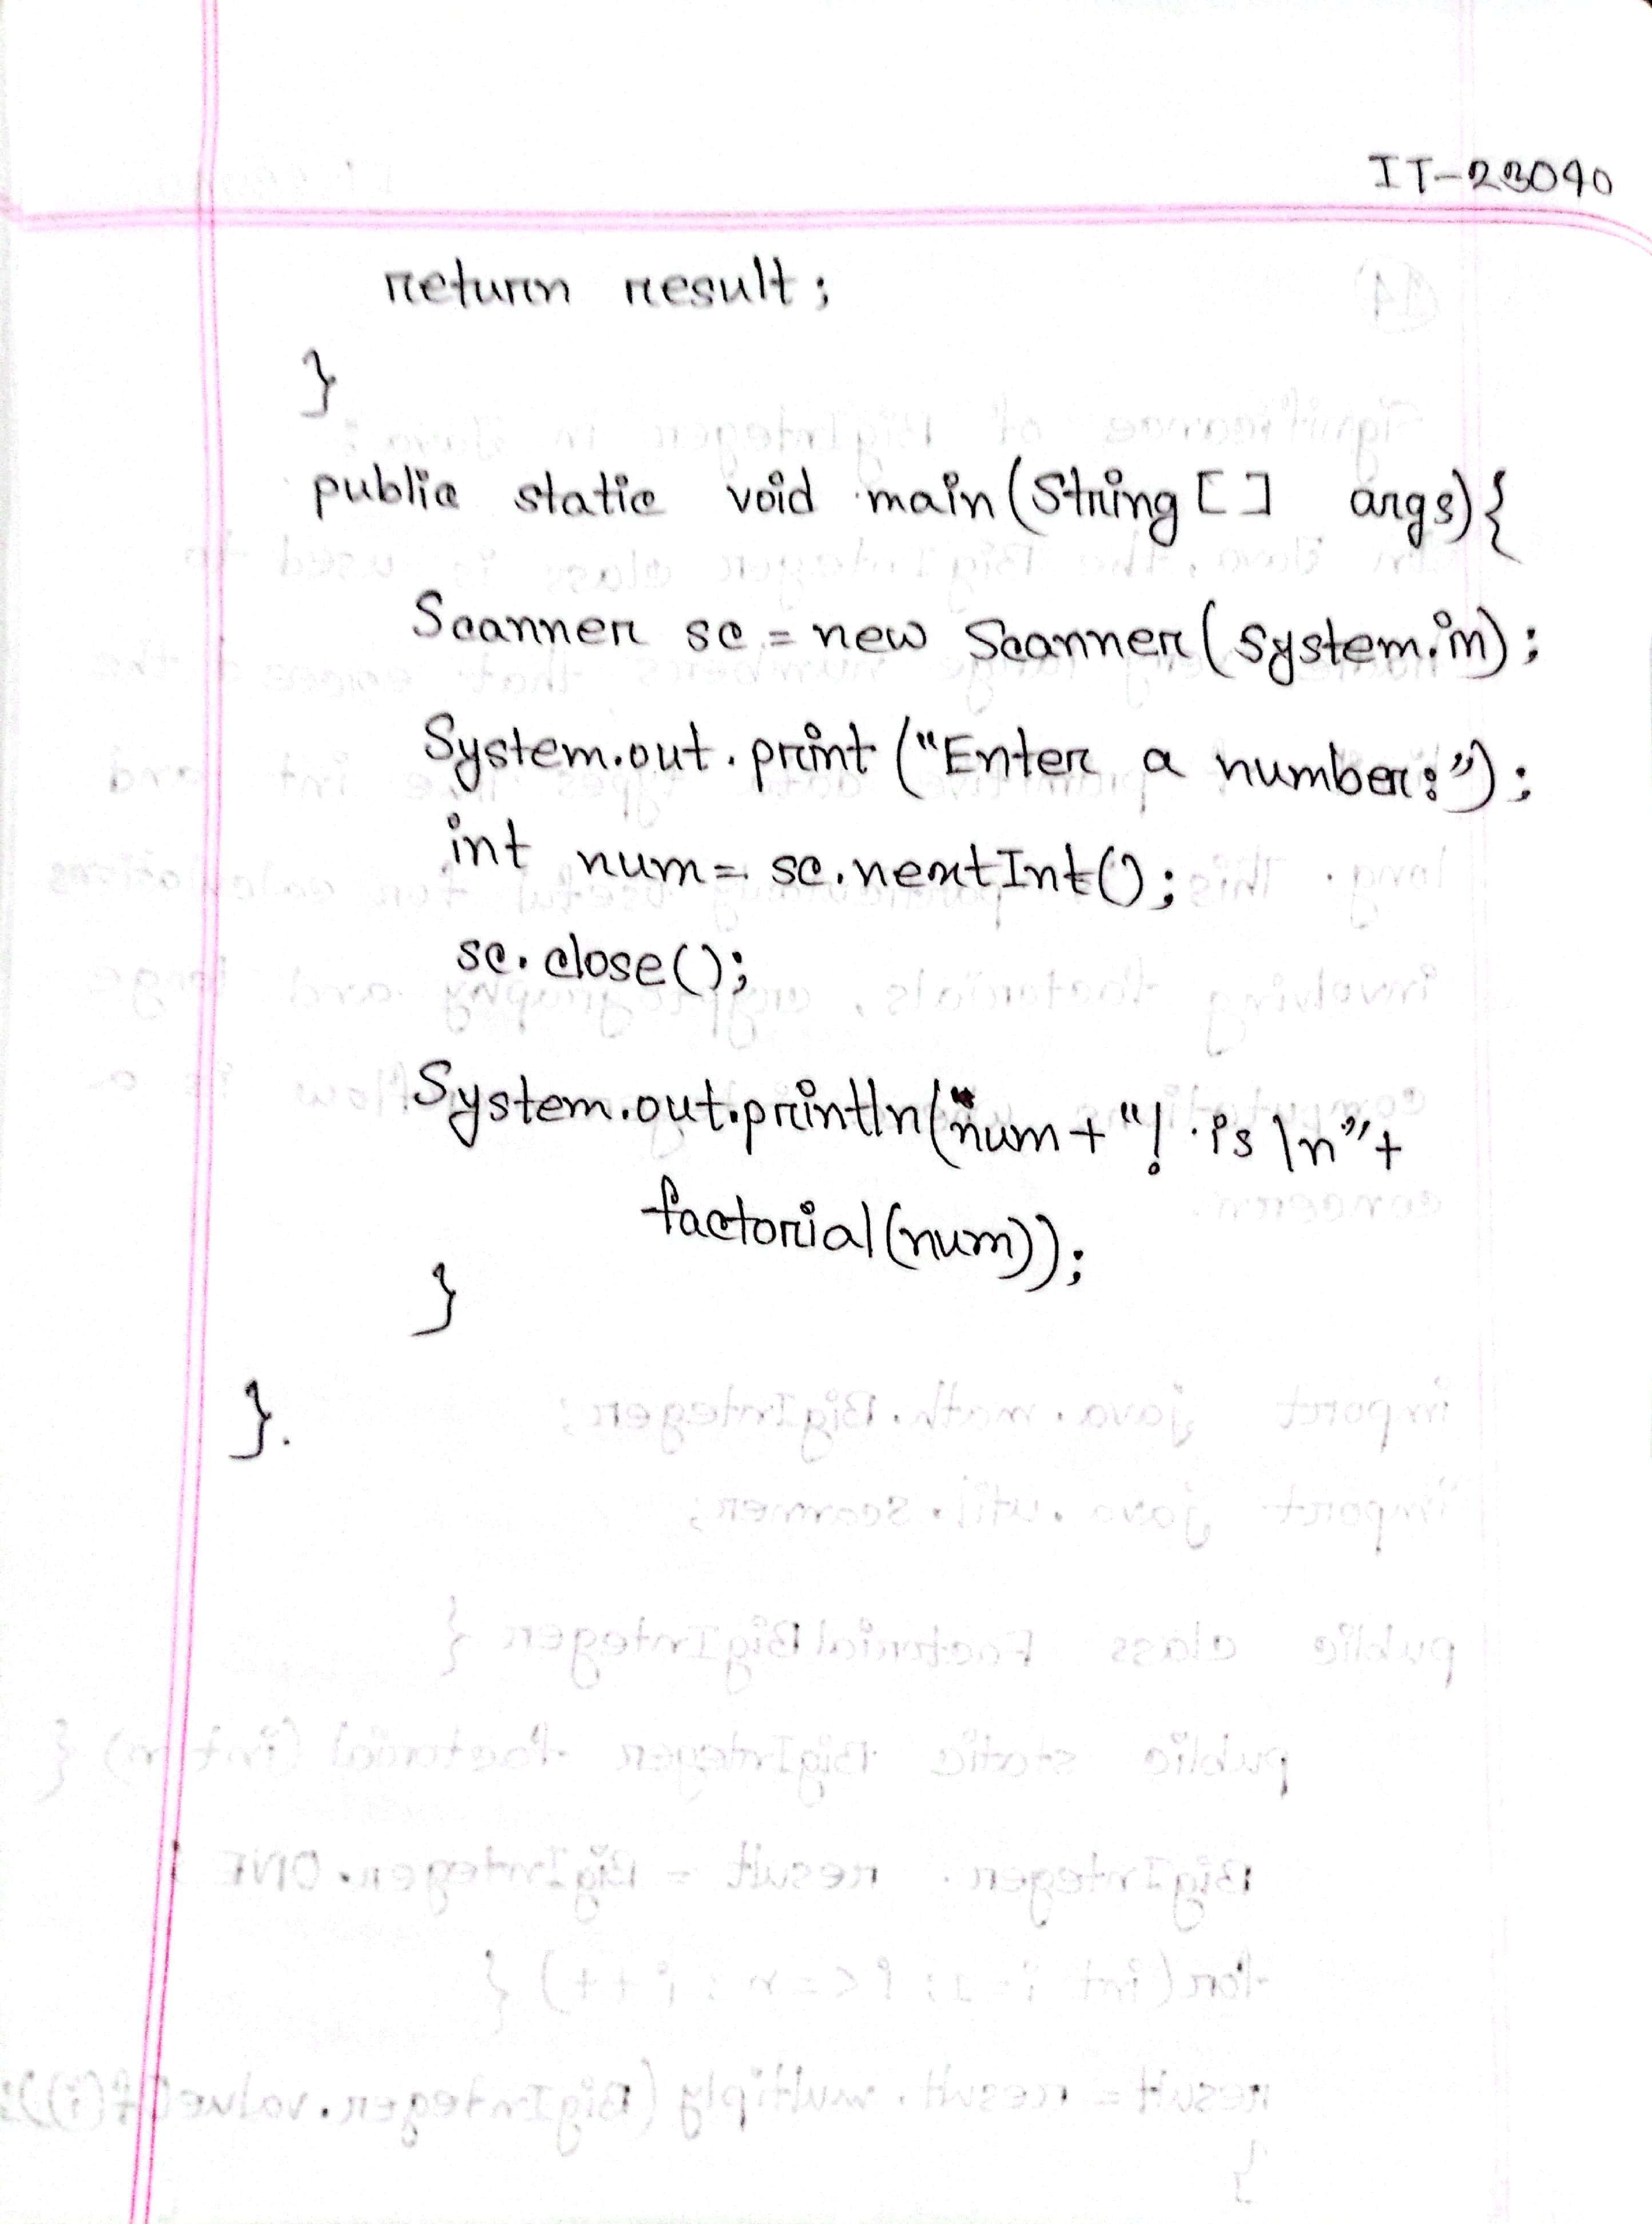 IT-23090
return result;
}
public static void main(String[] args){
Scanner sc = new Scanner(System.in);
System.out.print("Enter a number:");
int num = sc.nextInt();
sc.close();
System.out.println(num + "! is \n" +
factorial(num));
}
}.